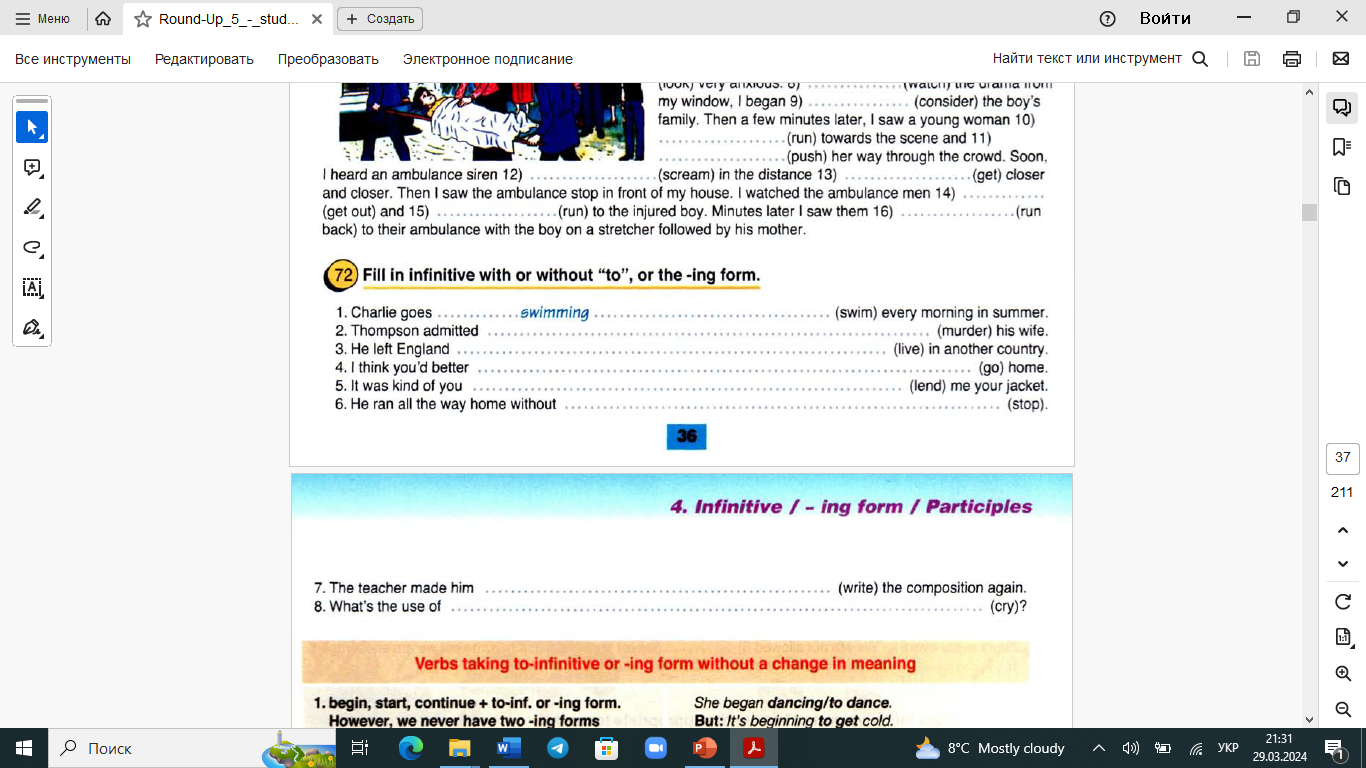 Меню
Round-Up_5_-_stud...
Создать
Войти
Все инструменты
Редактировать
Преобразовать
Электронное подписание
Найти текст или инструмент
(look) very anxious. 8) .................... (watch) the drama from
my window, I began 9) .................... (consider) the boy's
family. Then a few minutes later, I saw a young woman 10)
......................(run) towards the scene and 11)
......................(push) her way through the crowd. Soon,
I heard an ambulance siren 12) ......................(scream) in the distance 13) ...................... (get) closer
and closer. Then I saw the ambulance stop in front of my house. I watched the ambulance men 14) ..............
(get out) and 15) ....................(run) to the injured boy. Minutes later I saw them 16) ....................(run
back) to their ambulance with the boy on a stretcher followed by his mother.
72 Fill in infinitive with or without "to", or the -ing form.
1. Charlie goes ..............swimming ........................................ (swim) every morning in summer.
2. Thompson admitted ........................................ (murder) his wife.
3. He left England ........................................ (live) in another country.
4. I think you'd better ........................................ (go) home.
5. It was kind of you ........................................ (lend) me your jacket.
6. He ran all the way home without ........................................ (stop).
36
4. Infinitive / - ing form / Participles
7. The teacher made him ........................................ (write) the composition again.
8. What's the use of ........................................ (cry)?
Verbs taking to-infinitive or -ing form without a change in meaning
1. begin, start, continue + to-inf. or -ing form.
However, we never have two -ing forms
She began dancing/to dance.
But: It's beginning to get cold.
37
211
1:1
Поиск
8°C Mostly cloudy
УКР
21:31
29.03.2024
1